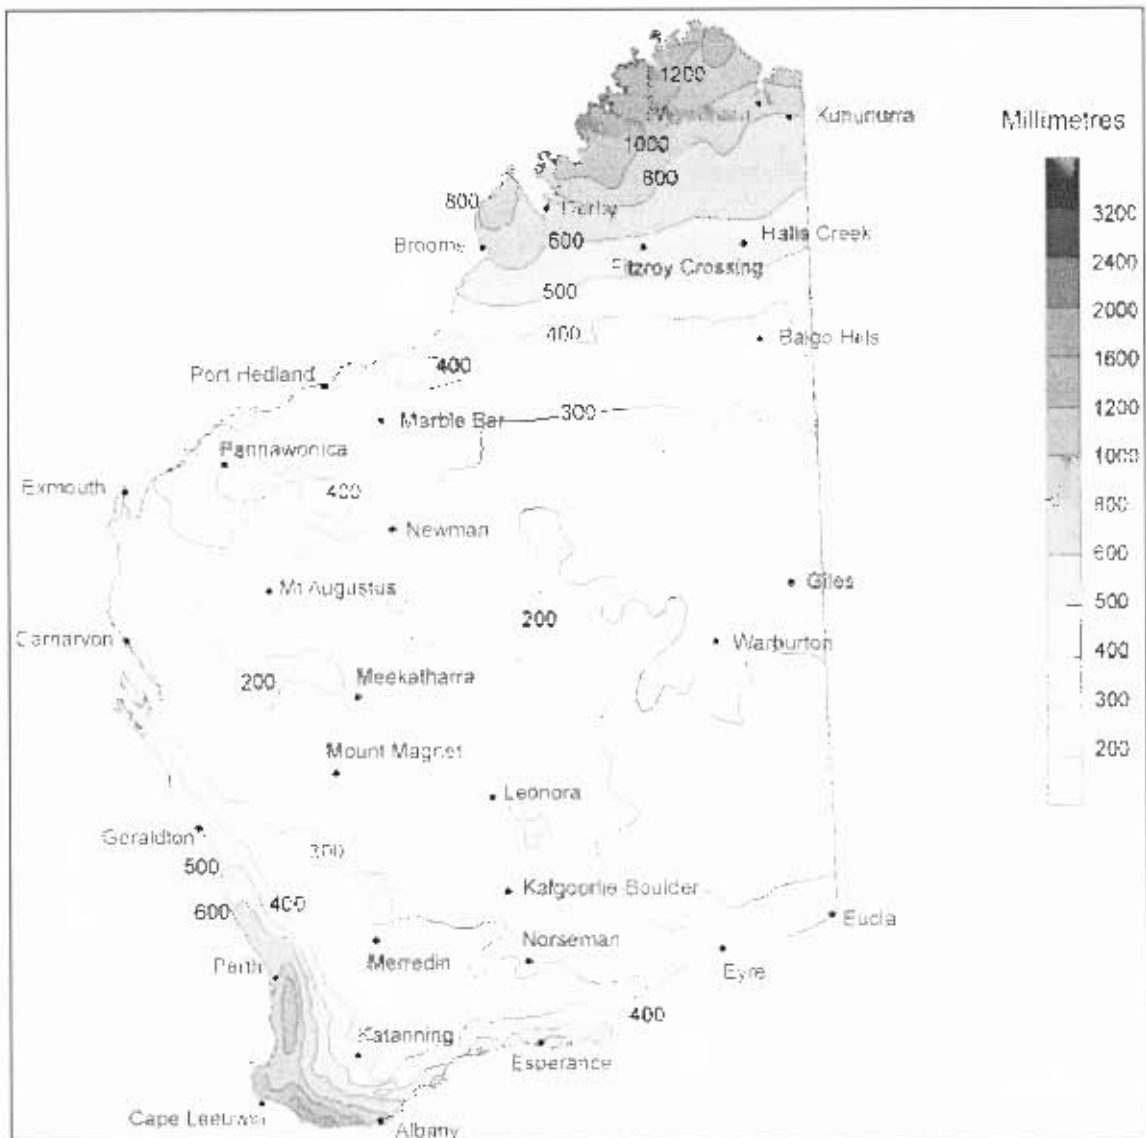 1200
Kununurra
Millimetres
1000
800
800
Derby
3200
Broome
600
Halls Creek
Fitzroy Crossing
2400
500
2000
400
Balgo Hills
400
1600
Port Hedland
300
1200
Marble Bar
Pannawonica
1000
Exmouth
400
800
Newman
600
Mt Augustus
Giles
500
200
Carnarvon
Warburton
400
200
Meekatharra
300
Mount Magnet
200
Leonora
Geraldton
300
500
Kalgoorlie-Boulder
600
400
Eucla
Norseman
Perth
Merredin
Eyre
400
Katanning
Esperance
Cape Leeuwin
Albany